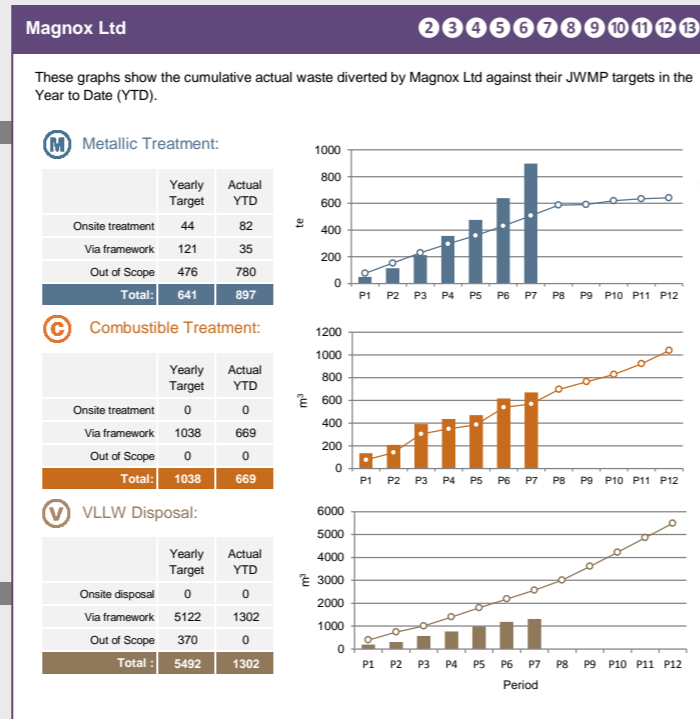 Magnox Ltd
2 3 4 5 6 7 8 9 10 11 12 13
These graphs show the cumulative actual waste diverted by Magnox Ltd against their JWMP targets in the
Year to Date (YTD).
M Metallic Treatment:
Yearly Target Actual YTD
Onsite treatment 44 82
Via framework 121 35
Out of Scope 476 780
Total: 641 897
1000
800
600
400
200
0
te
P1 P2 P3 P4 P5 P6 P7 P8 P9 P10 P11 P12
C Combustible Treatment:
Yearly Target Actual YTD
Onsite treatment 0 0
Via framework 1038 669
Out of Scope 0 0
Total: 1038 669
1200
1000
800
600
400
200
0
m³
P1 P2 P3 P4 P5 P6 P7 P8 P9 P10 P11 P12
V VLLW Disposal:
Yearly Target Actual YTD
Onsite disposal 0 0
Via framework 5122 1302
Out of Scope 370 0
Total : 5492 1302
6000
5000
4000
3000
2000
1000
0
m³
P1 P2 P3 P4 P5 P6 P7 P8 P9 P10 P11 P12
Period